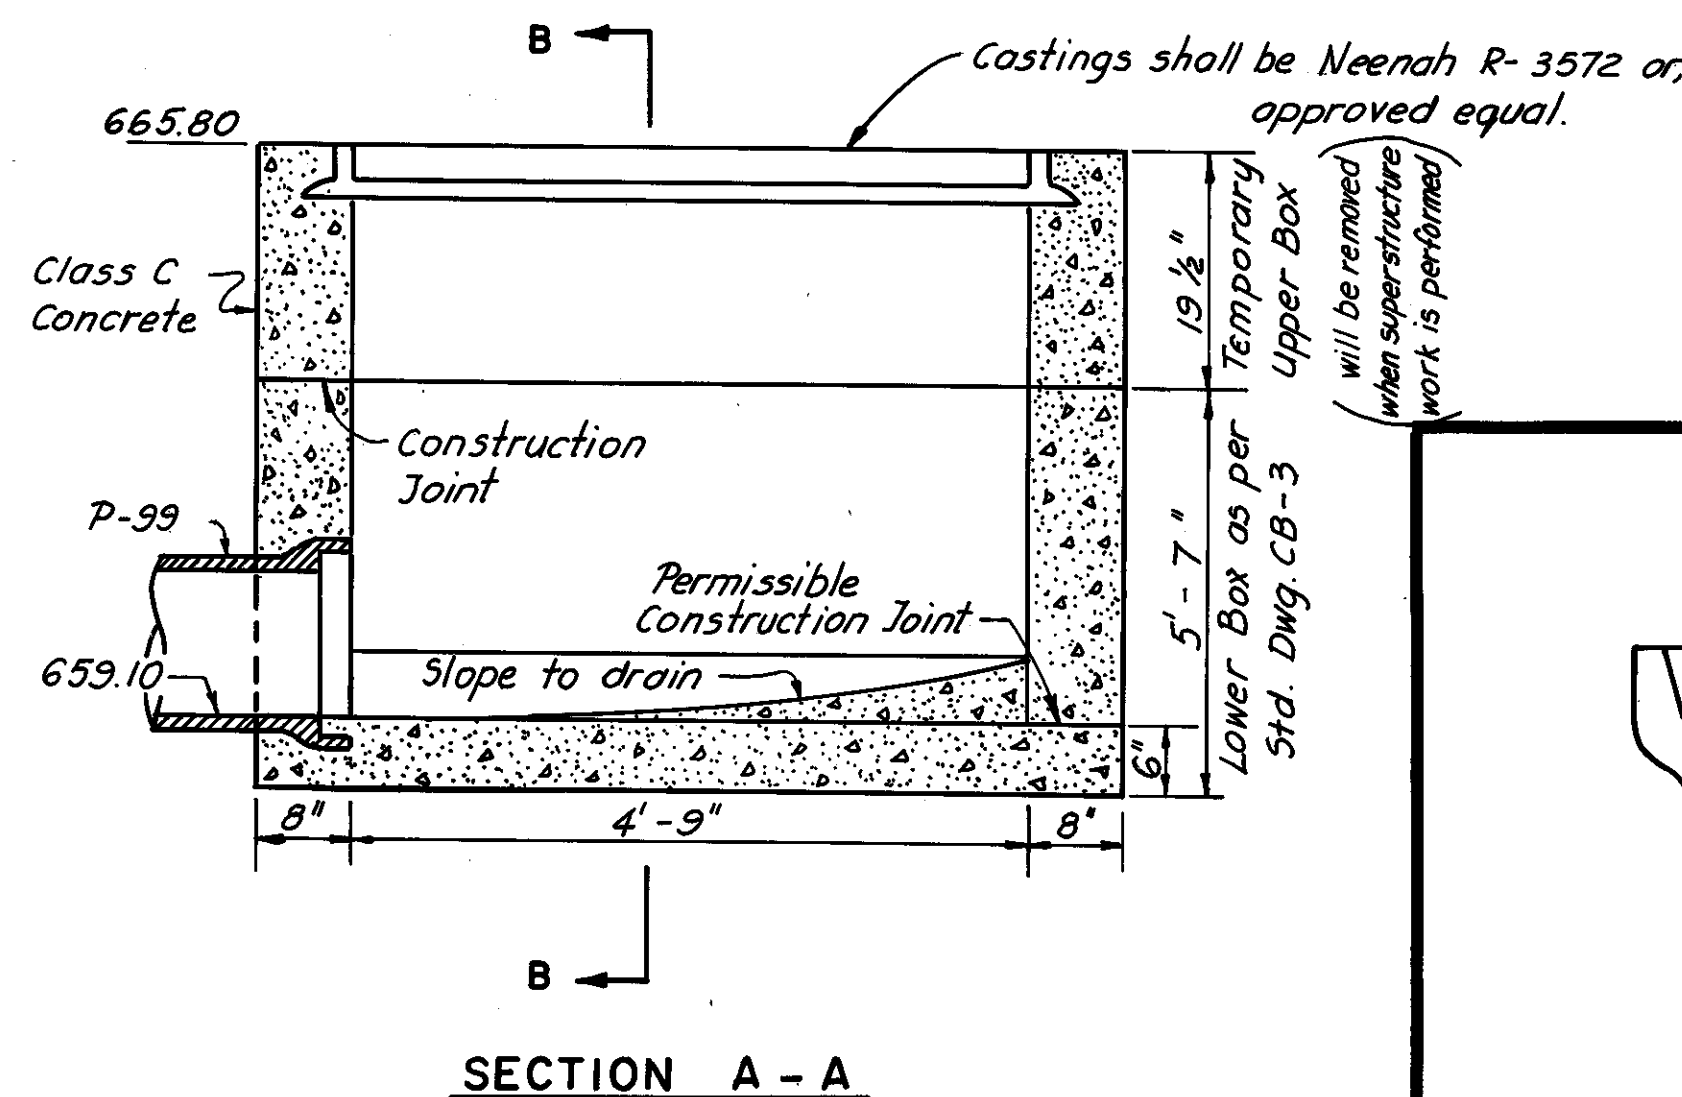 B
Castings shall be Neenah R-3572 or,
approved equal.
665.80
Class C
Concrete
Construction
Joint
P-99
Permissible
Construction Joint
659.10
Slope to drain
19 ½"
Temporary
Upper Box
(will be removed
when superstructure
work is performed)
5'-7"
Lower Box as per
Std. Dwg. CB-3
6"
8"
4'-9"
8"
B
SECTION A-A